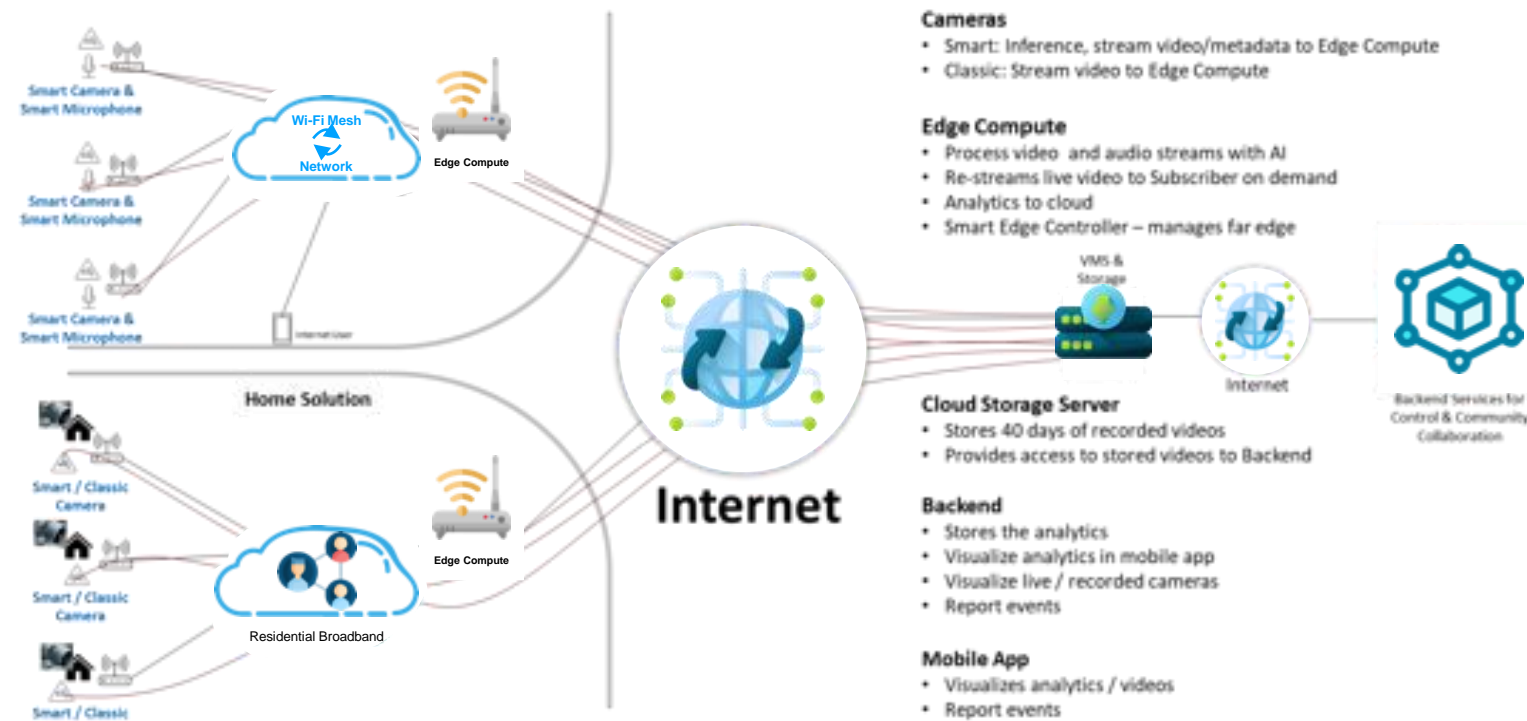 Smart Camera &
Smart Microphone
Smart Camera &
Smart Microphone
Smart Camera &
Smart Microphone
Wi-Fi Mesh
Network
Edge Compute
Internet User
Home Solution
Smart / Classic
Camera
Smart / Classic
Camera
Smart / Classic
Residential Broadband
Edge Compute
Internet
Cameras
• Smart: Inference, stream video/metadata to Edge Compute
• Classic: Stream video to Edge Compute
Edge Compute
• Process video and audio streams with AI
• Re-streams live video to Subscriber on demand
• Analytics to cloud
• Smart Edge Controller – manages far edge
VMS &
Storage
Internet
Backend Services for
Control & Community
Collaboration
Cloud Storage Server
• Stores 40 days of recorded videos
• Provides access to stored videos to Backend
Backend
• Stores the analytics
• Visualize analytics in mobile app
• Visualize live / recorded cameras
• Report events
Mobile App
• Visualizes analytics / videos
• Report events